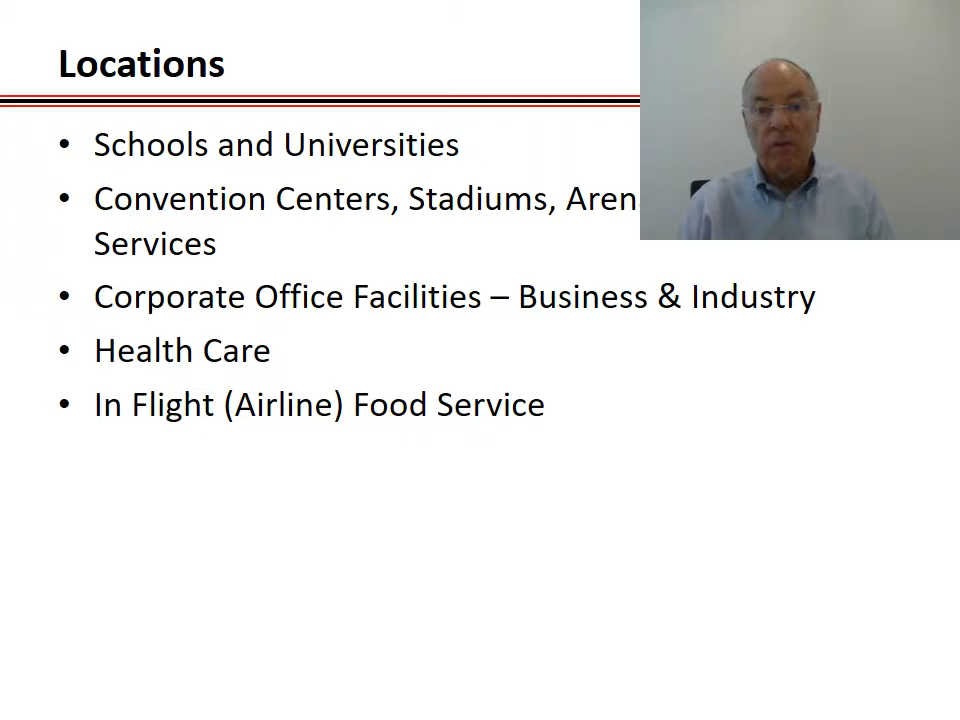 Locations
• Schools and Universities
• Convention Centers, Stadiums,
Services
• Corporate Office Facilities – Business & Industry
• Health Care
• In Flight (Airline) Food Service